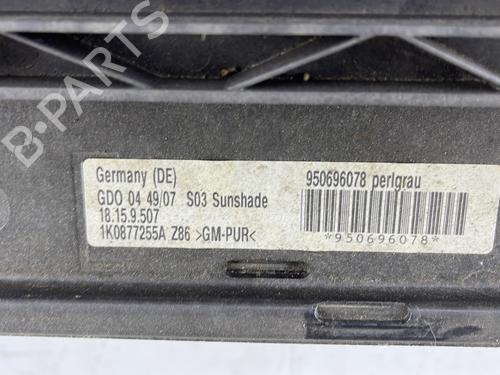 Germany (DE)
GDO 04 49/07 S03 Sunshade
18.15.9.507
1K0877255A Z86 >GM-PUR<
950696078 perlgrau
*950696078*
B-PARTS